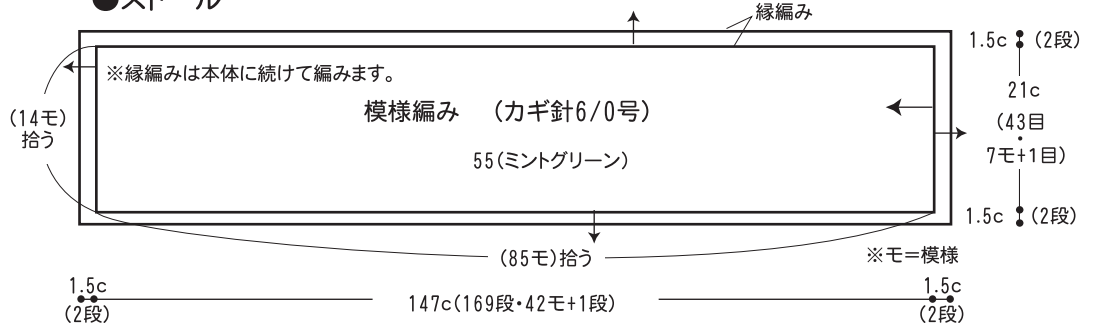 ●ストール
縁編み
※縁編みは本体に続けて編みます。
模様編み （カギ針6/0号）
55（ミントグリーン）
（14モ）
拾う
1.5c （2段）
21c
（43目
・
7モ+1目）
1.5c （2段）
（85モ）拾う
※モ＝模様
1.5c
（2段）
147c（169段・42モ+1段）
1.5c
（2段）